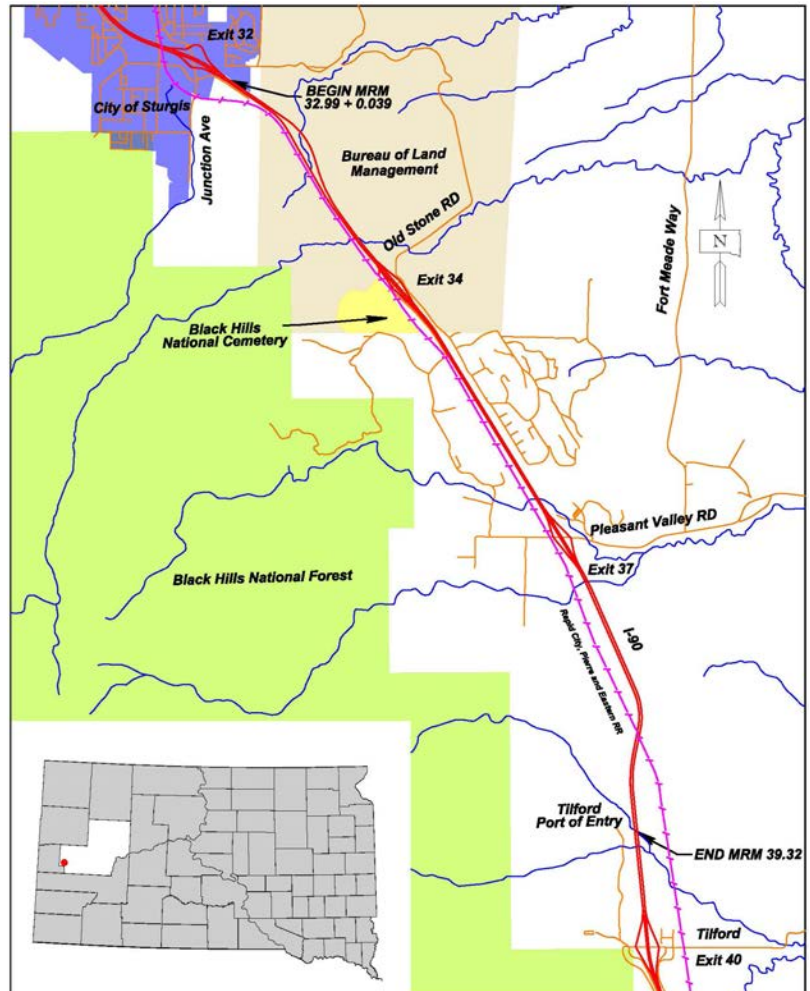 Exit 32
BEGIN MRM
32.99 + 0.039
City of Sturgis
Junction Ave
Bureau of Land
Management
Old Stone RD
Fort Meade Way
N
Exit 34
Black Hills
National Cemetery
Pleasant Valley RD
Exit 37
Black Hills National Forest
I-90
Rapid City, Pierre and Eastern RR
Tilford
Port of Entry
END MRM 39.32
Tilford
Exit 40